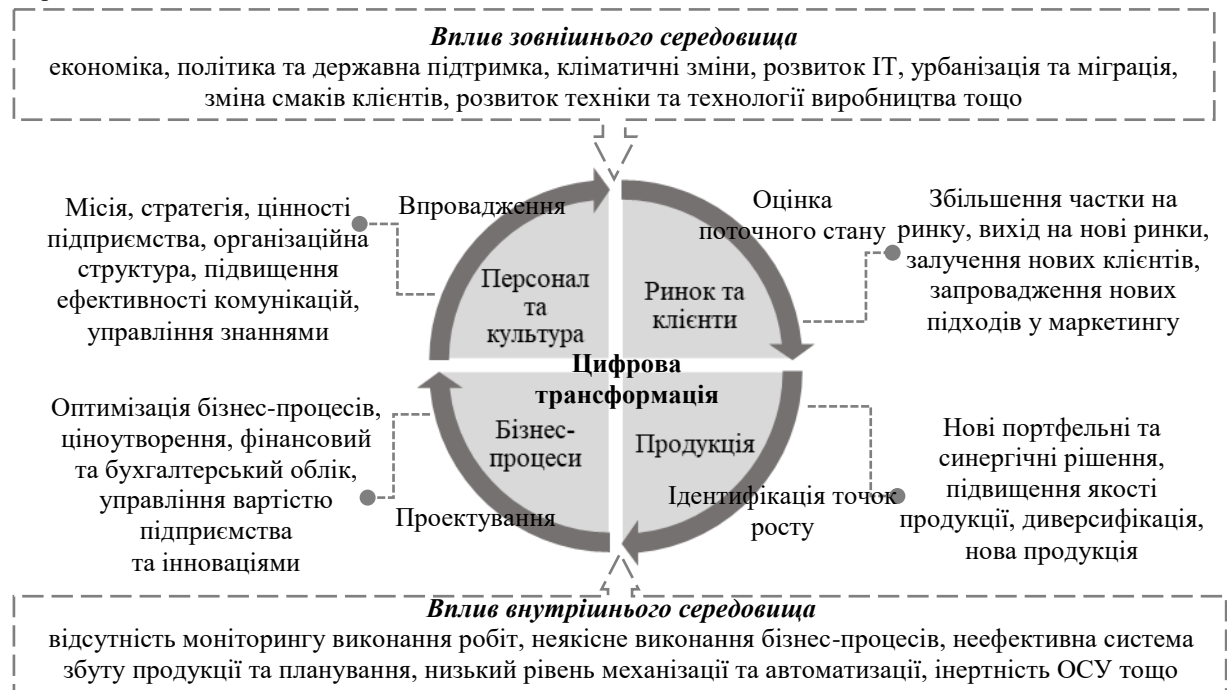 Вплив зовнішнього середовища
економіка, політика та державна підтримка, кліматичні зміни, розвиток ІТ, урбанізація та міграція,
зміна смаків клієнтів, розвиток техніки та технології виробництва тощо
Місія, стратегія, цінності
підприємства, організаційна
структура, підвищення
ефективності комунікацій,
управління знаннями
Впровадження
Оцінка
поточного стану
Збільшення частки на
ринку, вихід на нові ринки,
залучення нових клієнтів,
запровадження нових
підходів у маркетингу
Персонал
та
культура
Ринок та
клієнти
Цифрова
трансформація
Оптимізація бізнес-процесів,
ціноутворення, фінансовий
та бухгалтерський облік,
управління вартістю
підприємства
та інноваціями
Бізнес-
процеси
Продукція
Проектування
Ідентифікація точок
росту
Нові портфельні та
синергічні рішення,
підвищення якості
продукції, диверсифікація,
нова продукція
Вплив внутрішнього середовища
відсутність моніторингу виконання робіт, неякісне виконання бізнес-процесів, неефективна система
збуту продукції та планування, низький рівень механізації та автоматизації, інертність ОСУ тощо